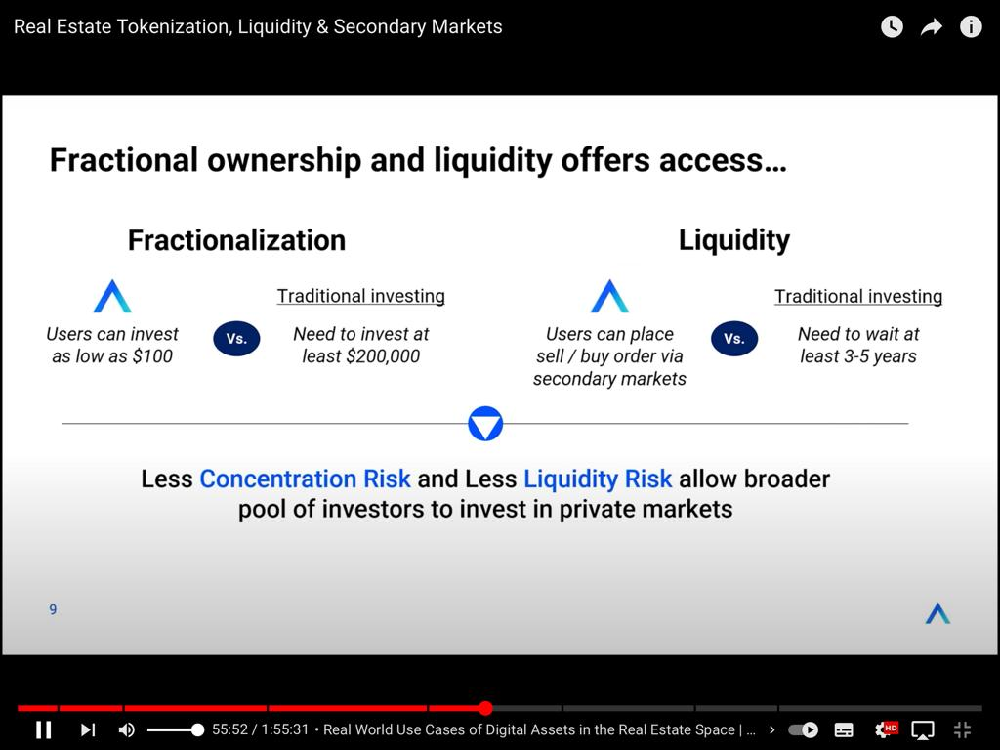 Real Estate Tokenization, Liquidity & Secondary Markets
Fractional ownership and liquidity offers access...
Fractionalization
Users can invest
as low as $100
Vs.
Traditional investing
Need to invest at
least $200,000
Liquidity
Users can place
sell / buy order via
secondary markets
Vs.
Traditional investing
Need to wait at
least 3-5 years
Less Concentration Risk and Less Liquidity Risk allow broader
pool of investors to invest in private markets
9
55:52 / 1:55:31 • Real World Use Cases of Digital Assets in the Real Estate Space | ...
HD